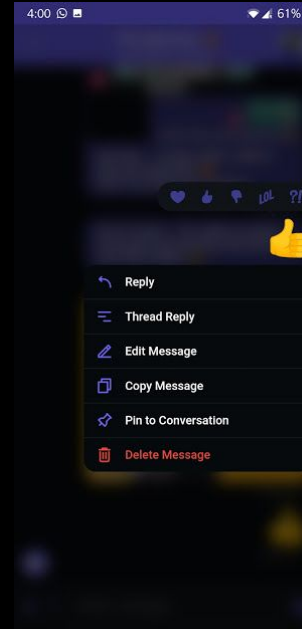 4:00
61%
LOL ?!
Reply
Thread Reply
Edit Message
Copy Message
Pin to Conversation
Delete Message